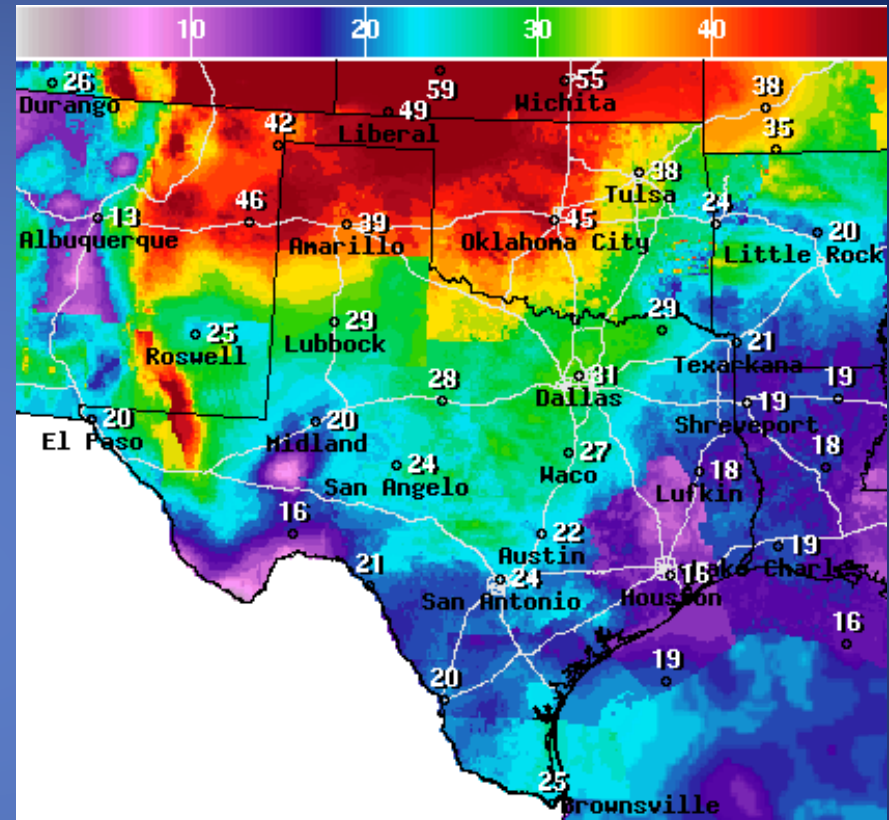 10 20 30 40
59
26 55
Durango Wichita
38
49
Liberal
42 35
38
Tulsa
13 46 39 45 24
20
Albuquerque Amarillo Oklahoma City
Little Rock
25 29 29
Roswell Lubbock
21
Texarkana
31
Dallas
28 19 19
Shreveport
20 20
El Paso Midland
27
24 18 18
San Angelo Waco Lufkin
16 22 19
Austin
Lake Charles
21 24 16
San Antonio Houston
16
19
20
25
Brownsville